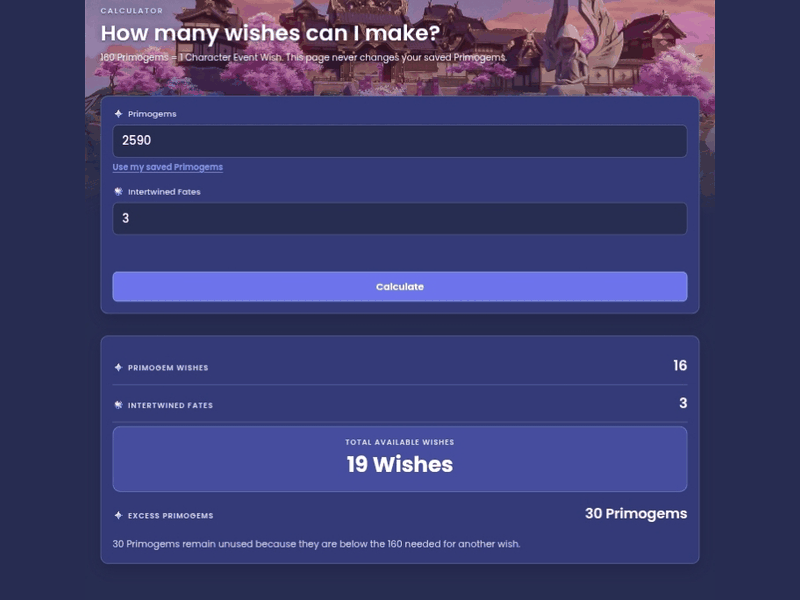 CALCULATOR
How many wishes can I make?
160 Primogems = 1 Character Event Wish. This page never changes your saved Primogems.
Primogems
2590
Use my saved Primogems
Intertwined Fates
3
Calculate
PRIMOGEM WISHES 16
INTERTWINED FATES 3
TOTAL AVAILABLE WISHES
19 Wishes
EXCESS PRIMOGEMS 30 Primogems
30 Primogems remain unused because they are below the 160 needed for another wish.